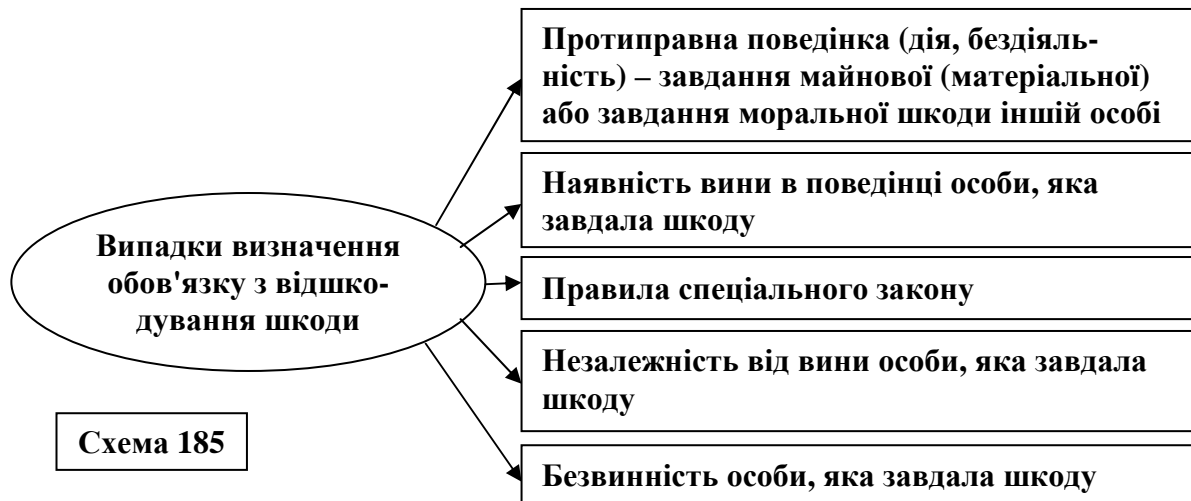 Протиправна поведінка (дія, бездіяль-
ність) – завдання майнової (матеріальної)
або завдання моральної шкоди іншій особі
Наявність вини в поведінці особи, яка
завдала шкоду
Випадки визначення
обов'язку з відшко-
дування шкоди
Правила спеціального закону
Незалежність від вини особи, яка завдала
шкоду
Схема 185
Безвинність особи, яка завдала шкоду